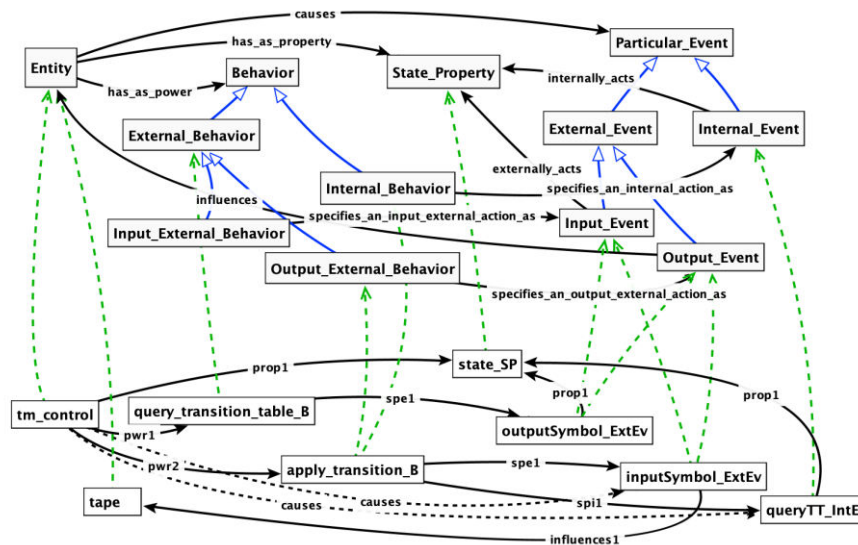 causes
Particular_Event
has_as_property
Entity
Behavior
State_Property
internally_acts
has_as_power
External_Behavior
External_Event
Internal_Event
externally_acts
Internal_Behavior
specifies_an_internal_action_as
influences
Input_External_Behavior
specifies_an_input_external_action_as
Input_Event
Output_External_Behavior
Output_Event
specifies_an_output_external_action_as
state_SP
prop1
prop1
prop1
tm_control
query_transition_table_B
spe1
outputSymbol_ExtEv
pwr1
pwr2
apply_transition_B
spe1
inputSymbol_ExtEv
tape
causes
causes
spi1
queryTT_IntE
influences1